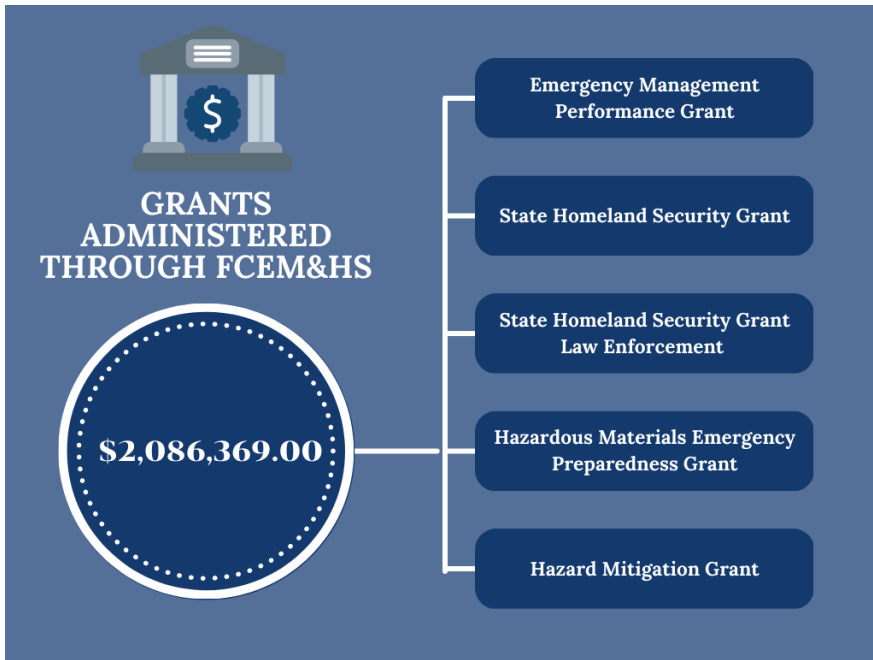 $
GRANTS
ADMINISTERED
THROUGH FCEM&HS
$2,086,369.00
Emergency Management
Performance Grant
State Homeland Security Grant
State Homeland Security Grant
Law Enforcement
Hazardous Materials Emergency
Preparedness Grant
Hazard Mitigation Grant